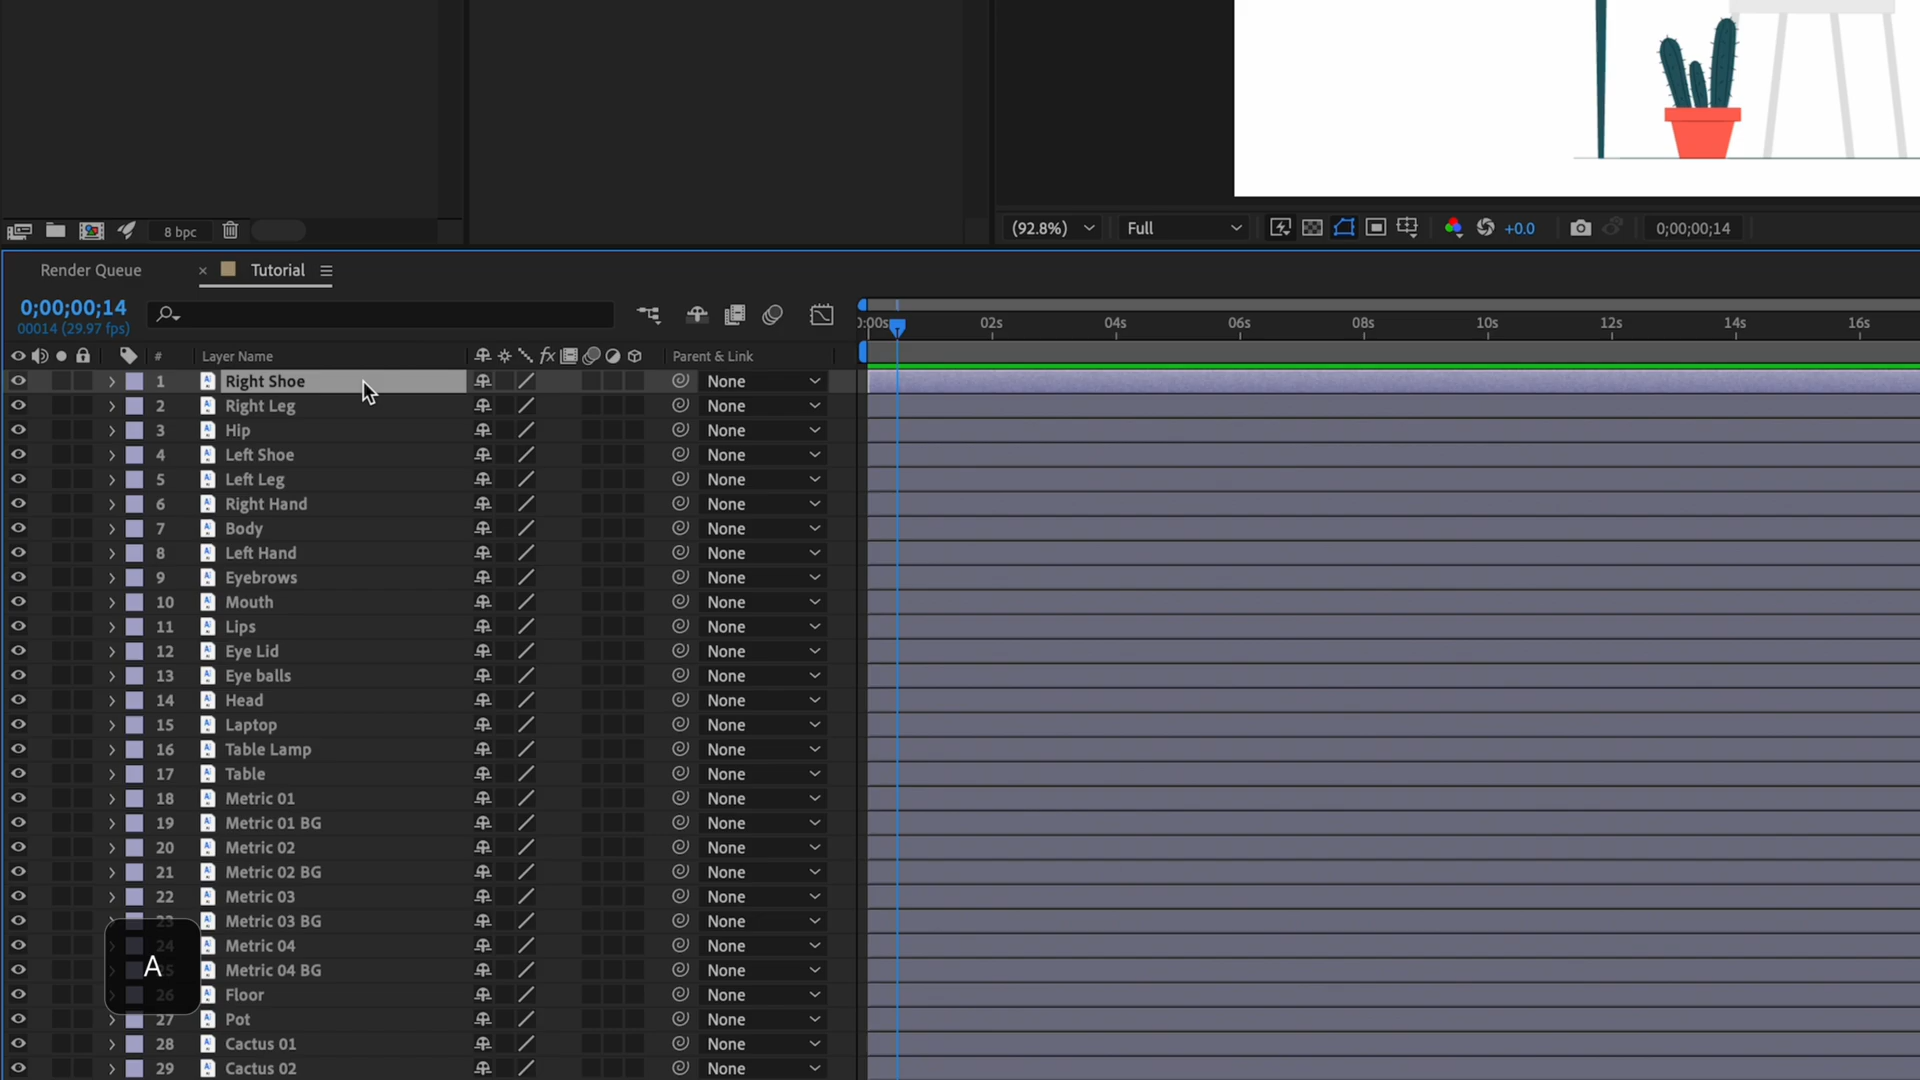 8 bpc
(92.8%) Full +0.0 0;00;00;14
Render Queue × Tutorial
0;00;00;14
00014 (29.97 fps)
:00s 02s 04s 06s 08s 10s 12s 14s 16s
# Layer Name fx Parent & Link
1 Right Shoe None
2 Right Leg None
3 Hip None
4 Left Shoe None
5 Left Leg None
6 Right Hand None
7 Body None
8 Left Hand None
9 Eyebrows None
10 Mouth None
11 Lips None
12 Eye Lid None
13 Eye balls None
14 Head None
15 Laptop None
16 Table Lamp None
17 Table None
18 Metric 01 None
19 Metric 01 BG None
20 Metric 02 None
21 Metric 02 BG None
22 Metric 03 None
23 Metric 03 BG None
24 Metric 04 None
25 Metric 04 BG None
26 Floor None
27 Pot None
28 Cactus 01 None
29 Cactus 02 None
A